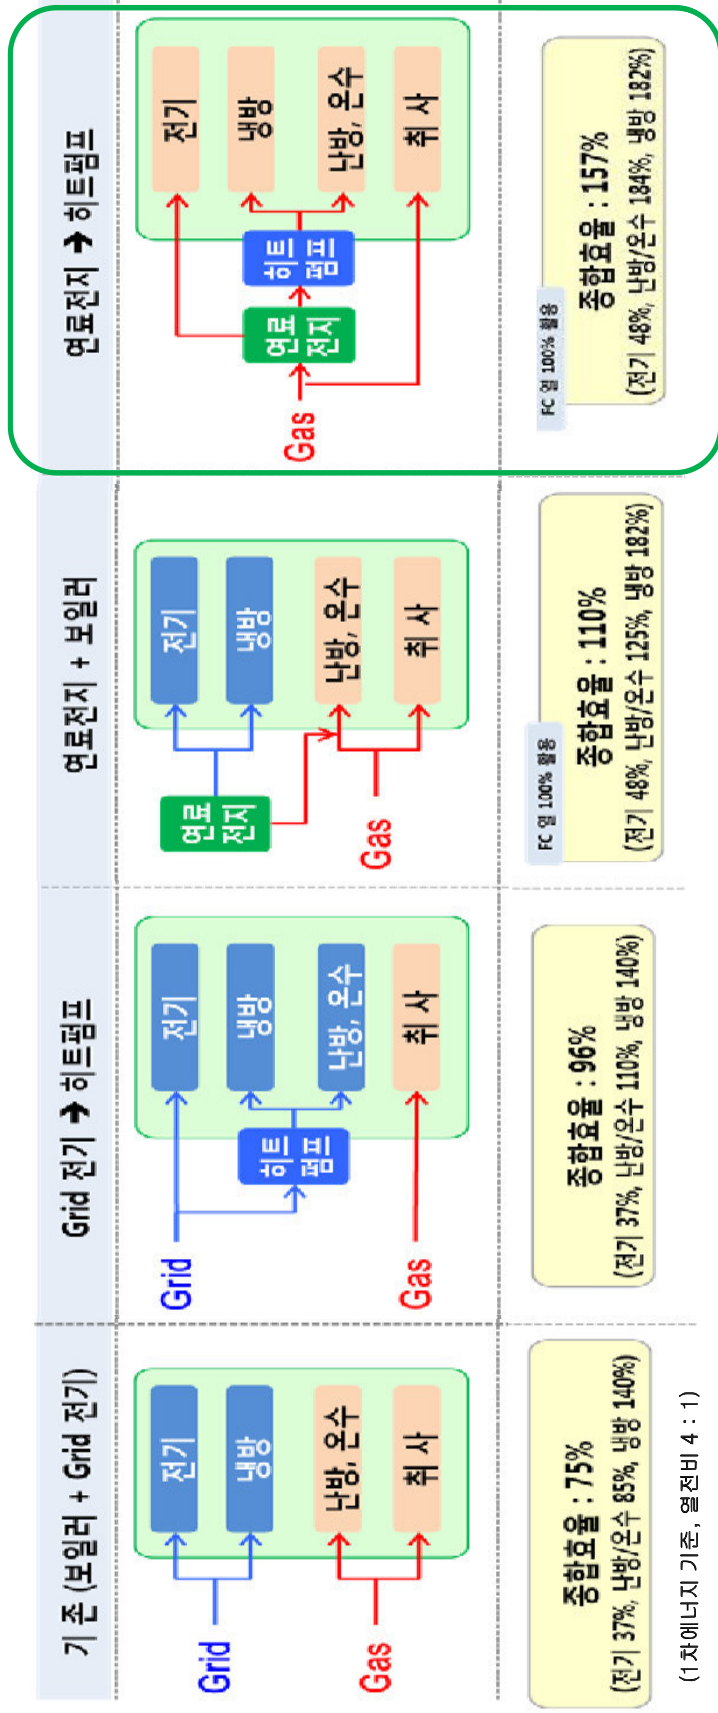 기존 (보일러 + Grid 전기)
Grid
Gas
전기
냉방
난방, 온수
취 사
종합효율 : 75%
(전기 37%, 난방/온수 85%, 냉방 140%)
(1차에너지 기준, 열전비 4 : 1)
Grid 전기 ➔ 히트펌프
Grid
Gas
히트
펌프
전기
냉방
난방, 온수
취 사
종합효율 : 96%
(전기 37%, 난방/온수 110%, 냉방 140%)
연료전지 + 보일러
연료
전지
Gas
전기
냉방
난방, 온수
취 사
FC 열 100% 활용
종합효율 : 110%
(전기 48%, 난방/온수 125%, 냉방 182%)
연료전지 ➔ 히트펌프
Gas
연료
전지
히트
펌프
전기
냉방
난방, 온수
취 사
FC 열 100% 활용
종합효율 : 157%
(전기 48%, 난방/온수 184%, 냉방 182%)